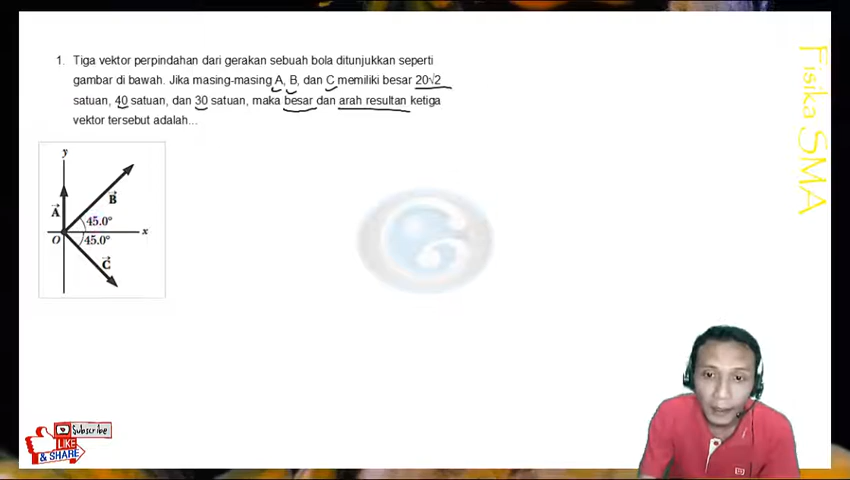 1. Tiga vektor perpindahan dari gerakan sebuah bola ditunjukkan seperti
gambar di bawah. Jika masing-masing A, B, dan C memiliki besar 20√2
satuan, 40 satuan, dan 30 satuan, maka besar dan arah resultan ketiga
vektor tersebut adalah...
y
A
B
45.0°
O
x
45.0°
C
Fisika SMA
Subscribe
LIKE
& SHARE